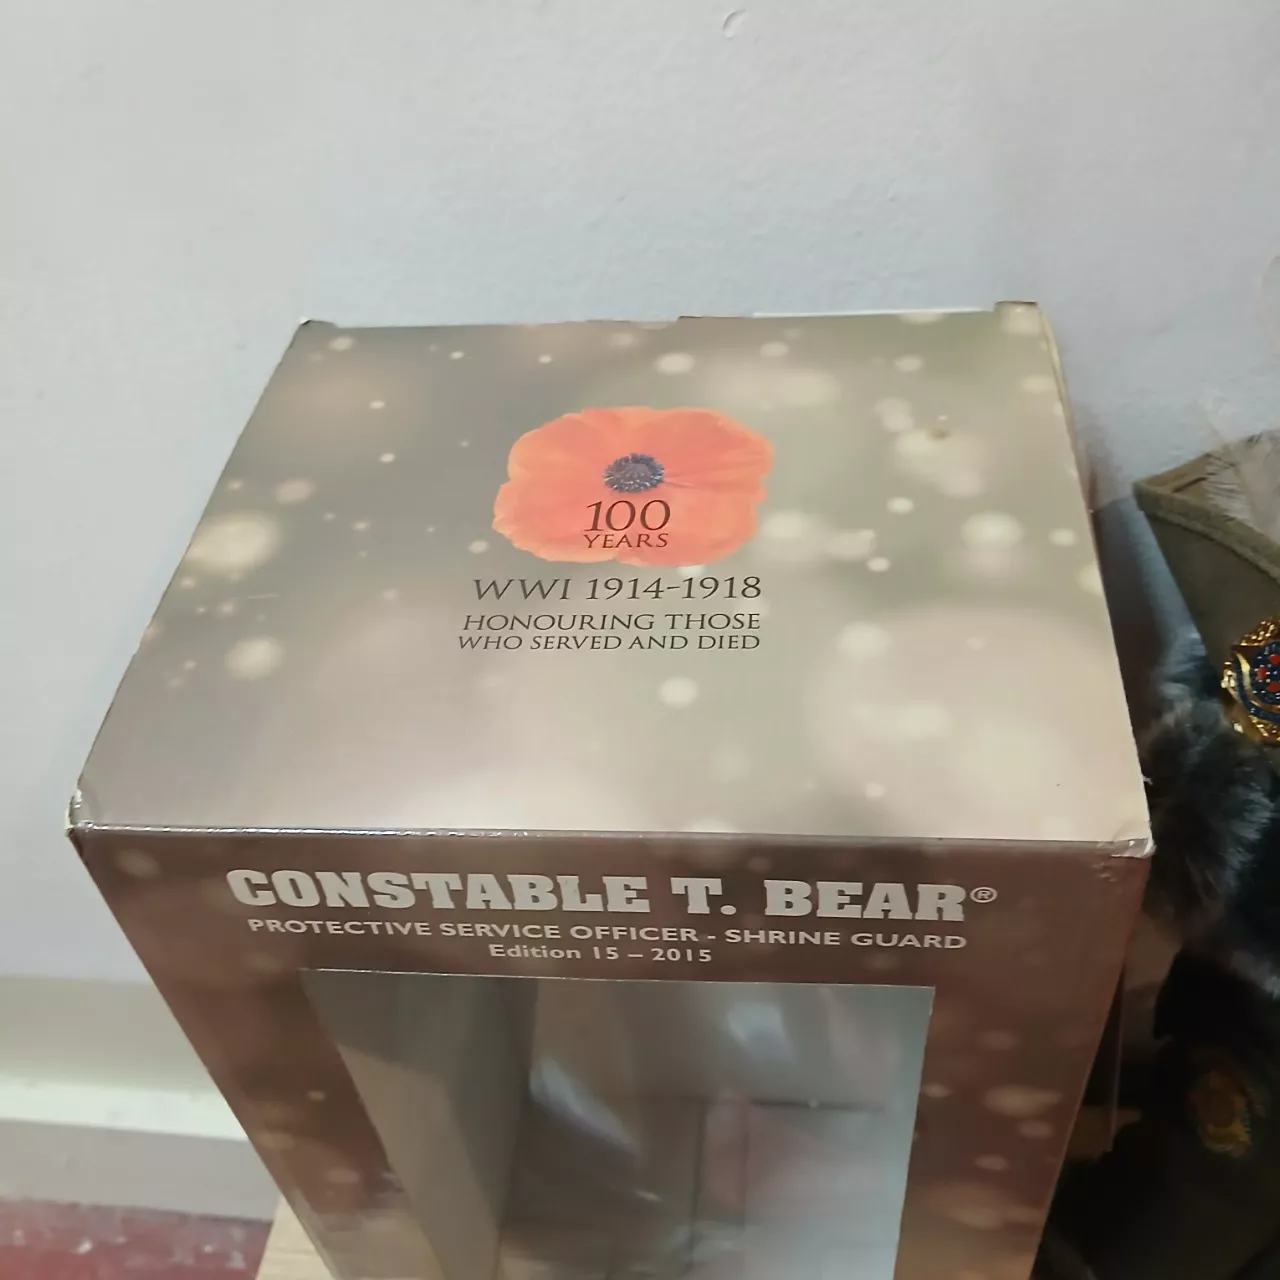 100
YEARS
WWI 1914-1918
HONOURING THOSE
WHO SERVED AND DIED
CONSTABLE T. BEAR®
PROTECTIVE SERVICE OFFICER - SHRINE GUARD
Edition 15 – 2015